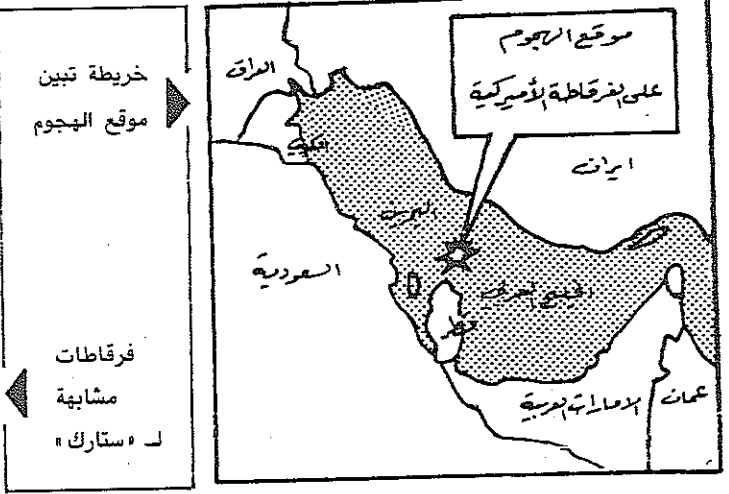 خريطة تبين
موقع الهجوم
فرقاطات
مشابهة
لـ «ستارك»
موقع الهجوم
على الفرقاطة الأميركية
العراق
الكويت
ايران
البحرين
السعودية
الخليج العربي
قطر
عمان
الامارات العربية